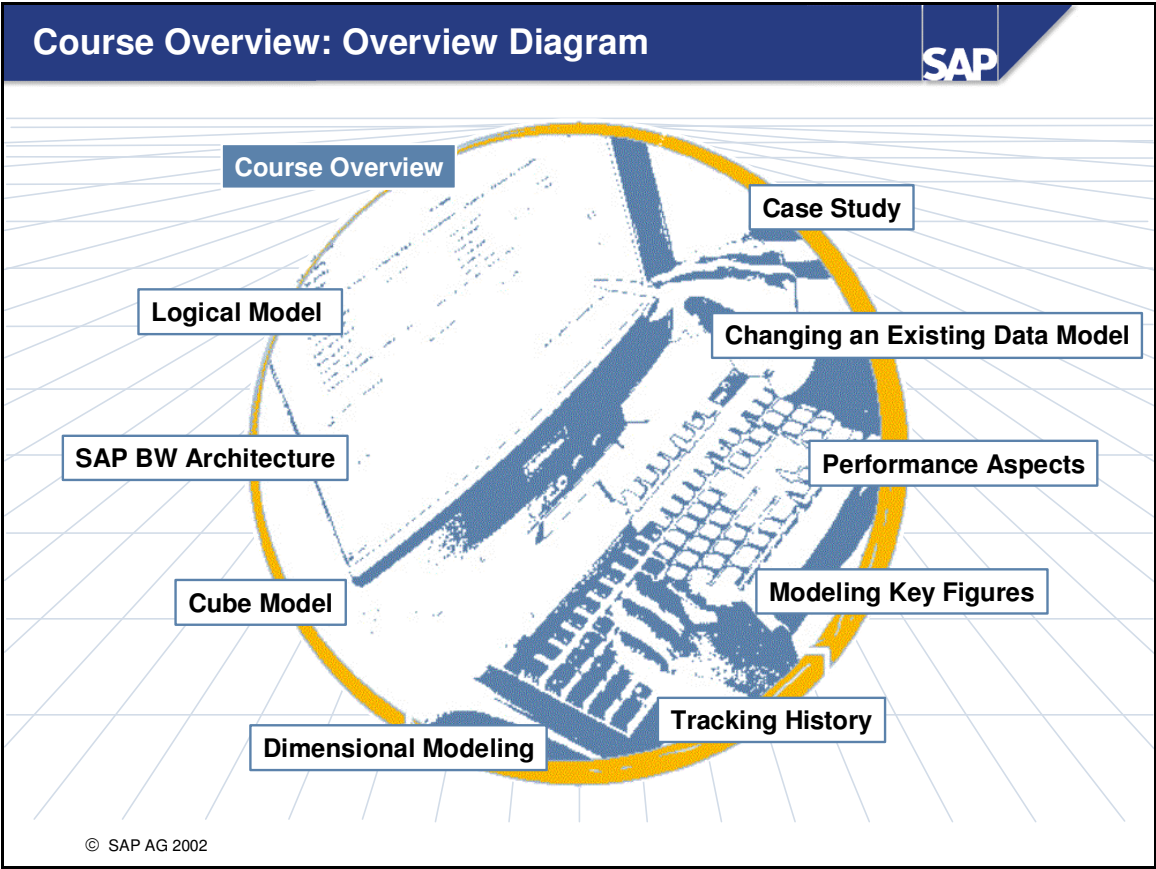 Course Overview: Overview Diagram
SAP
Course Overview
Case Study
Logical Model
Changing an Existing Data Model
SAP BW Architecture
Performance Aspects
Cube Model
Modeling Key Figures
Tracking History
Dimensional Modeling
© SAP AG 2002